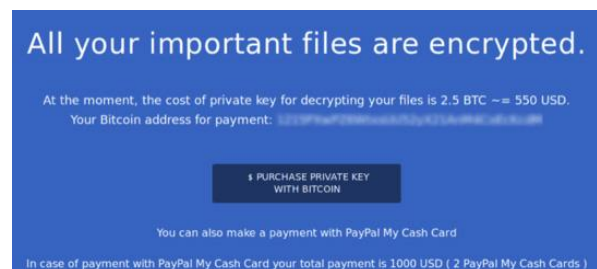 All your important files are encrypted.
At the moment, the cost of private key for decrypting your files is 2.5 BTC ~= 550 USD.
Your Bitcoin address for payment:
$ PURCHASE PRIVATE KEY
WITH BITCOIN
You can also make a payment with PayPal My Cash Card
In case of payment with PayPal My Cash Card your total payment is 1000 USD ( 2 PayPal My Cash Cards )